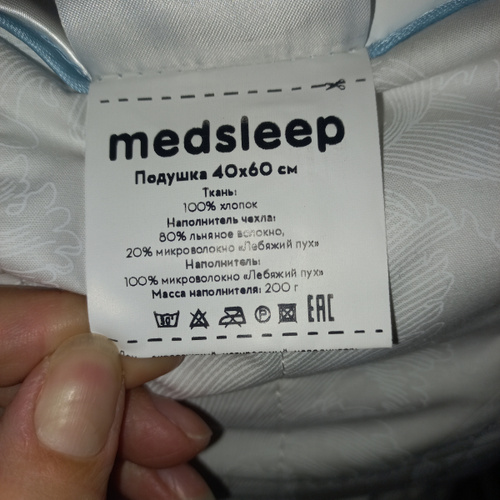 medsleep
Подушка 40х60 см
Ткань:
100% хлопок
Наполнитель чехла:
80% льняное волокно,
20% микроволокно «Лебяжий пух»
Наполнитель:
100% микроволокно «Лебяжий пух»
Масса наполнителя: 200 г
EAC